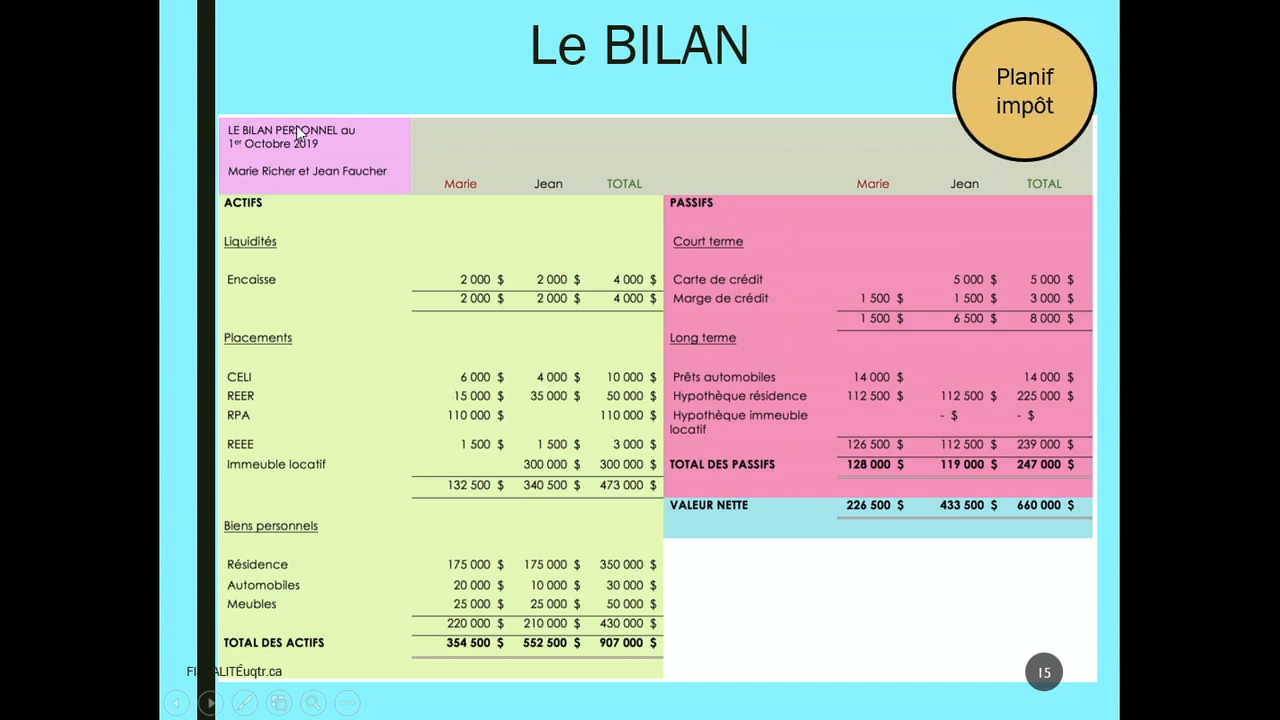 Le BILAN
Planif
impôt
LE BILAN PERSONNEL au
1er Octobre 2019
Marie Richer et Jean Faucher
Marie Jean TOTAL
Marie Jean TOTAL
ACTIFS
Liquidités
Encaisse 2 000 $ 2 000 $ 4 000 $
2 000 $ 2 000 $ 4 000 $
Placements
CELI 6 000 $ 4 000 $ 10 000 $
REER 15 000 $ 35 000 $ 50 000 $
RPA 110 000 $ 110 000 $
REEE 1 500 $ 1 500 $ 3 000 $
Immeuble locatif 300 000 $ 300 000 $
132 500 $ 340 500 $ 473 000 $
Biens personnels
Résidence 175 000 $ 175 000 $ 350 000 $
Automobiles 20 000 $ 10 000 $ 30 000 $
Meubles 25 000 $ 25 000 $ 50 000 $
220 000 $ 210 000 $ 430 000 $
TOTAL DES ACTIFS 354 500 $ 552 500 $ 907 000 $
PASSIFS
Court terme
Carte de crédit 5 000 $ 5 000 $
Marge de crédit 1 500 $ 1 500 $ 3 000 $
1 500 $ 6 500 $ 8 000 $
Long terme
Prêts automobiles 14 000 $ 14 000 $
Hypothèque résidence 112 500 $ 112 500 $ 225 000 $
Hypothèque immeuble - $ - $
locatif
126 500 $ 112 500 $ 239 000 $
TOTAL DES PASSIFS 128 000 $ 119 000 $ 247 000 $
VALEUR NETTE 226 500 $ 433 500 $ 660 000 $
FISCALITÉuqtr.ca
15